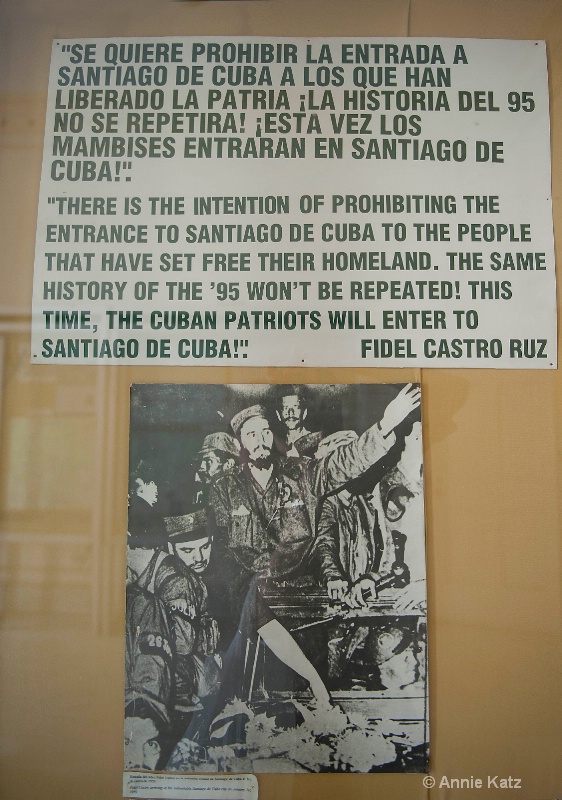 "SE QUIERE PROHIBIR LA ENTRADA A
SANTIAGO DE CUBA A LOS QUE HAN
LIBERADO LA PATRIA ¡LA HISTORIA DEL 95
NO SE REPETIRA! ¡ESTA VEZ LOS
MAMBISES ENTRARAN EN SANTIAGO DE
CUBA!".
"THERE IS THE INTENTION OF PROHIBITING THE
ENTRANCE TO SANTIAGO DE CUBA TO THE PEOPLE
THAT HAVE SET FREE THEIR HOMELAND. THE SAME
HISTORY OF THE '95 WON'T BE REPEATED! THIS
TIME, THE CUBAN PATRIOTS WILL ENTER TO
SANTIAGO DE CUBA!".
FIDEL CASTRO RUZ
26
JULIO
© Annie Katz